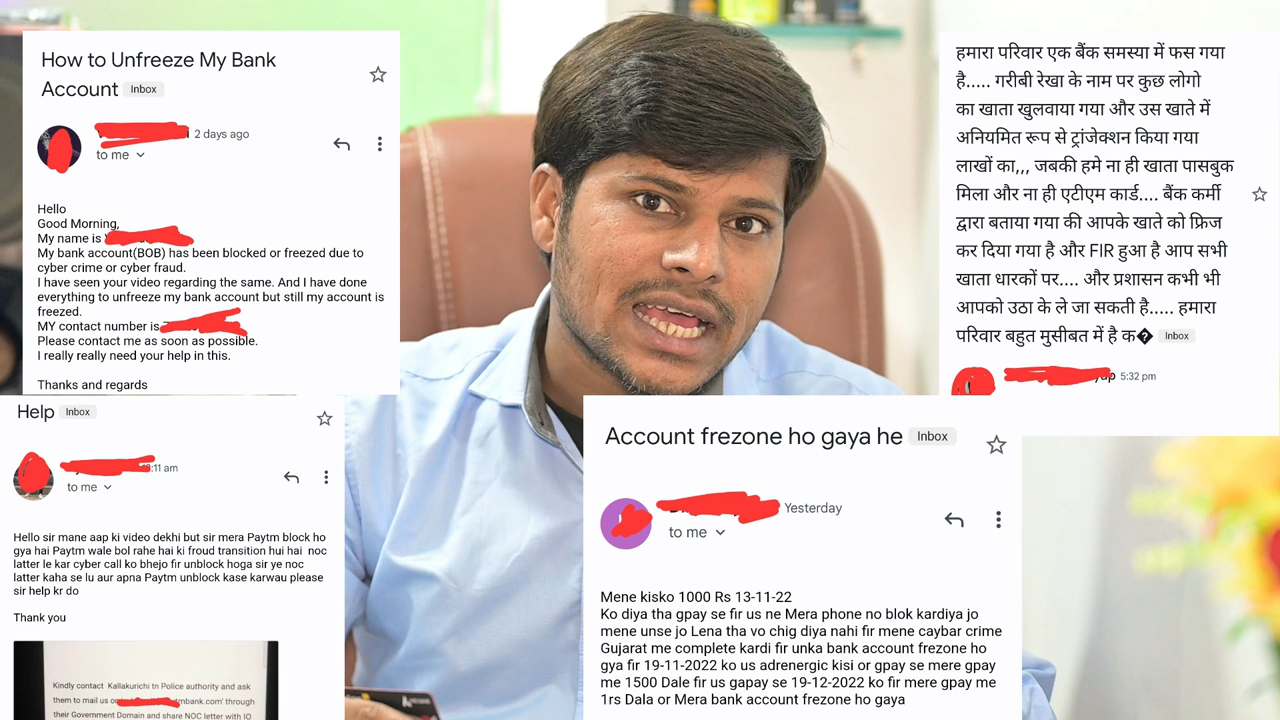 How to Unfreeze My Bank
Account Inbox
2 days ago
to me
Hello
Good Morning,
My name is
My bank account(BOB) has been blocked or freezed due to
cyber crime or cyber fraud.
I have seen your video regarding the same. And I have done
everything to unfreeze my bank account but still my account is
freezed.
MY contact number is
Please contact me as soon as possible.
I really really need your help in this.
Thanks and regards
हमारा परिवार एक बैंक समस्या में फस गया
है..... गरीबी रेखा के नाम पर कुछ लोगो
का खाता खुलवाया गया और उस खाते में
अनियमित रूप से ट्रांजेक्शन किया गया
लाखों का,,, जबकी हमे ना ही खाता पासबुक
मिला और ना ही एटीएम कार्ड.... बैंक कर्मी
द्वारा बताया गया की आपके खाते को फ्रिज
कर दिया गया है और FIR हुआ है आप सभी
खाता धारकों पर.... और प्रशासन कभी भी
आपको उठा के ले जा सकती है..... हमारा
परिवार बहुत मुसीबत में है क� Inbox
5:32 pm
Help Inbox
:11 am
to me
Hello sir mane aap ki video dekhi but sir mera Paytm block ho
gya hai Paytm wale bol rahe hai ki froud transition hui hai noc
latter le kar cyber call ko bhejo fir unblock hoga sir ye noc
latter kaha se lu aur apna Paytm unblock kase karwau please
sir help kr do
Thank you
Kindly contact Kallakurichi tn Police authority and ask
them to mail us on tmbank.com' through
their Government Domain and share NOC letter with IO
Account frezone ho gaya he Inbox
Yesterday
to me
Mene kisko 1000 Rs 13-11-22
Ko diya tha gpay se fir us ne Mera phone no blok kardiya jo
mene unse jo Lena tha vo chig diya nahi fir mene caybar crime
Gujarat me complete kardi fir unka bank account frezone ho
gya fir 19-11-2022 ko us adrenergic kisi or gpay se mere gpay
me 1500 Dale fir us gapay se 19-12-2022 ko fir mere gpay me
1rs Dala or Mera bank account frezone ho gaya